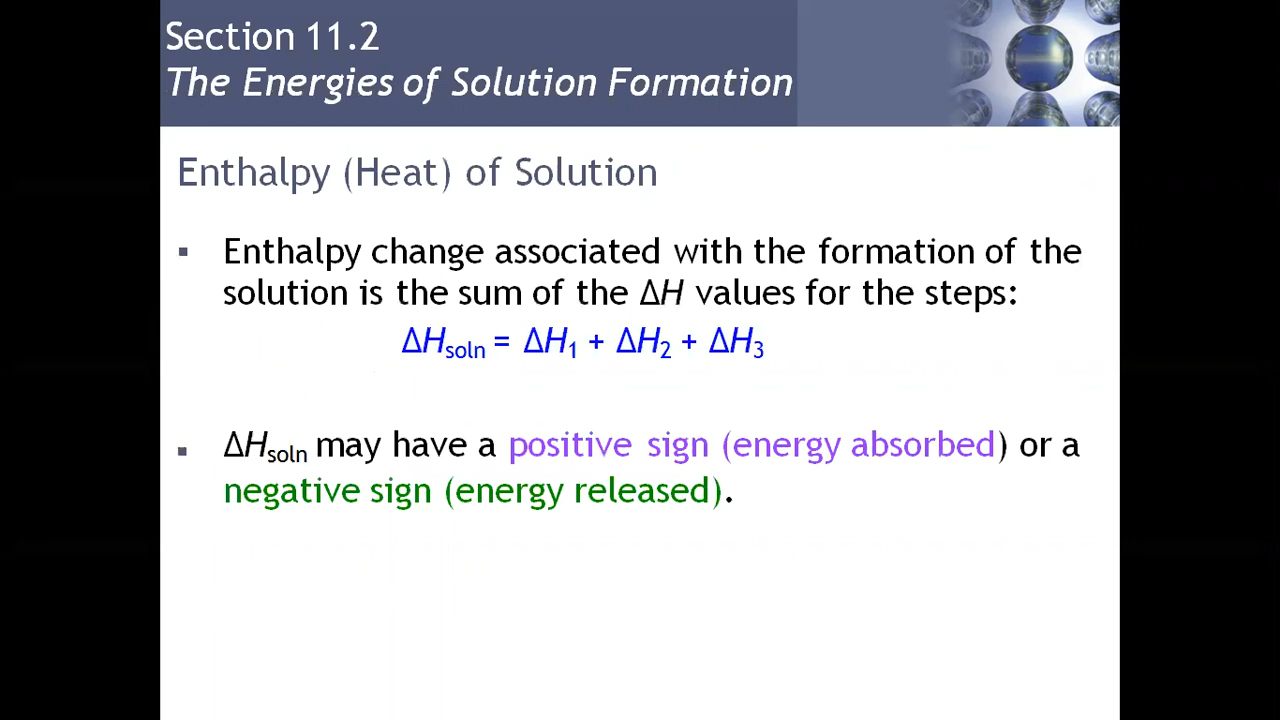 Section 11.2
The Energies of Solution Formation
Enthalpy (Heat) of Solution
▪ Enthalpy change associated with the formation of the
solution is the sum of the ΔH values for the steps:
ΔHsoln = ΔH1 + ΔH2 + ΔH3
▪ ΔHsoln may have a positive sign (energy absorbed) or a
negative sign (energy released).